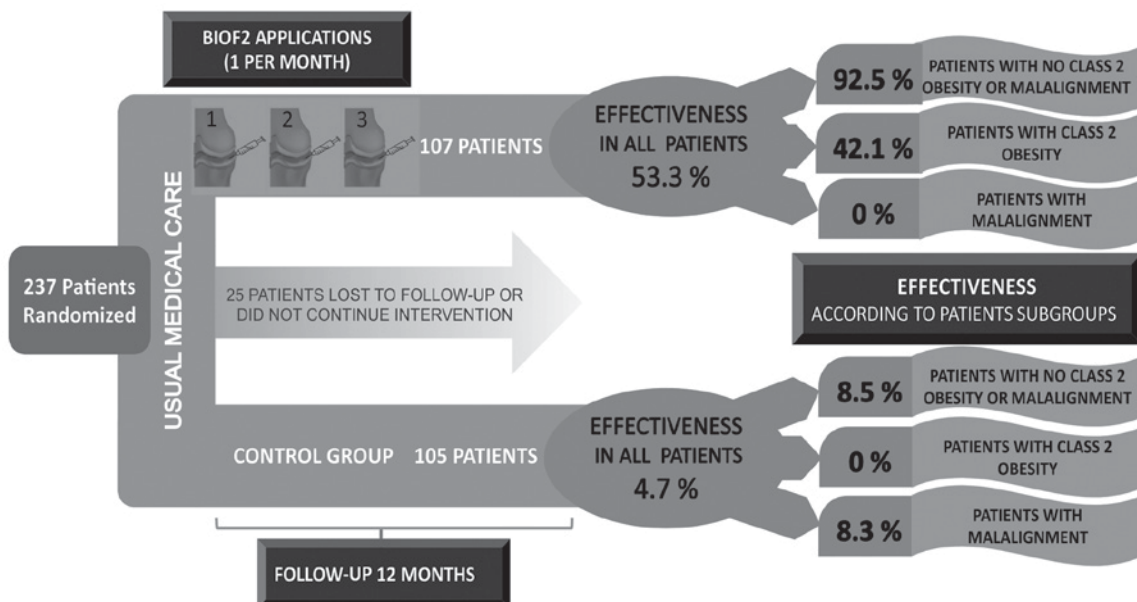 BIOF2 APPLICATIONS
(1 PER MONTH)
1
2
3
107 PATIENTS
EFFECTIVENESS
IN ALL PATIENTS
53.3 %
92.5 %
PATIENTS WITH NO CLASS 2
OBESITY OR MALALIGNMENT
42.1 %
PATIENTS WITH CLASS 2
OBESITY
0 %
PATIENTS WITH
MALALIGNMENT
237 Patients
Randomized
USUAL MEDICAL CARE
25 PATIENTS LOST TO FOLLOW-UP OR
DID NOT CONTINUE INTERVENTION
EFFECTIVENESS
ACCORDING TO PATIENTS SUBGROUPS
CONTROL GROUP 105 PATIENTS
EFFECTIVENESS
IN ALL PATIENTS
4.7 %
8.5 %
PATIENTS WITH NO CLASS 2
OBESITY OR MALALIGNMENT
0 %
PATIENTS WITH CLASS 2
OBESITY
8.3 %
PATIENTS WITH
MALALIGNMENT
FOLLOW-UP 12 MONTHS